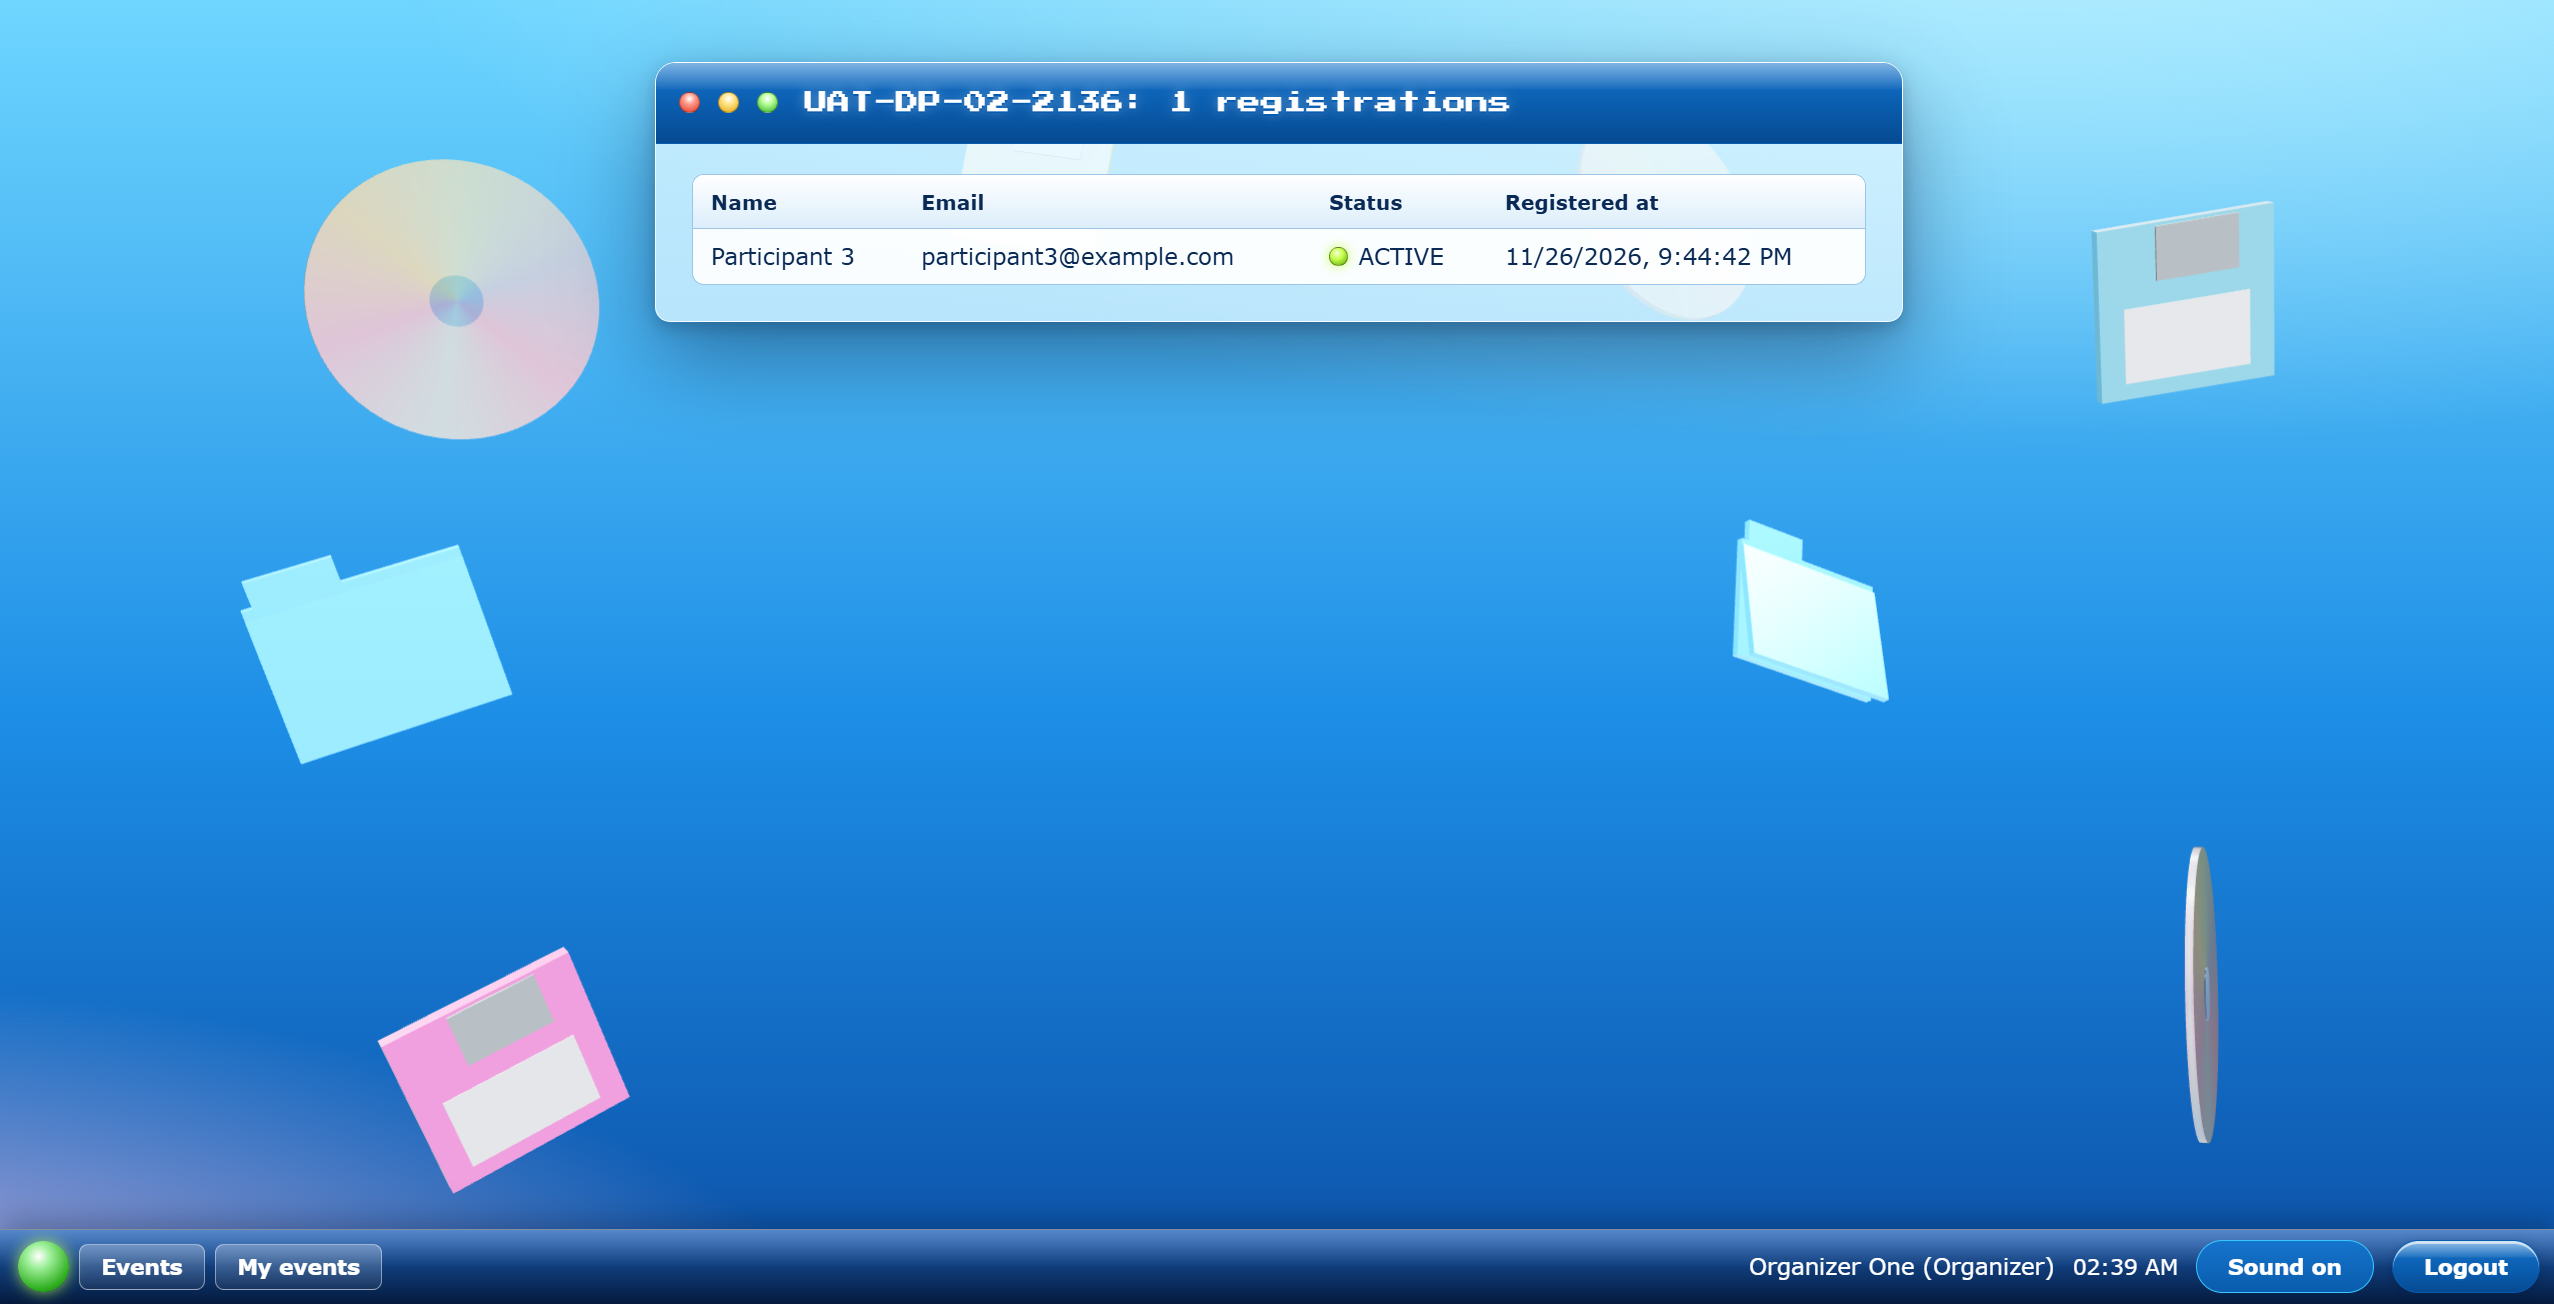 UAT-DP-02-2136: 1 registrations
Name Email Status Registered at
Participant 3 participant3@example.com ACTIVE 11/26/2026, 9:44:42 PM
Events My events Organizer One (Organizer) 02:39 AM Sound on Logout